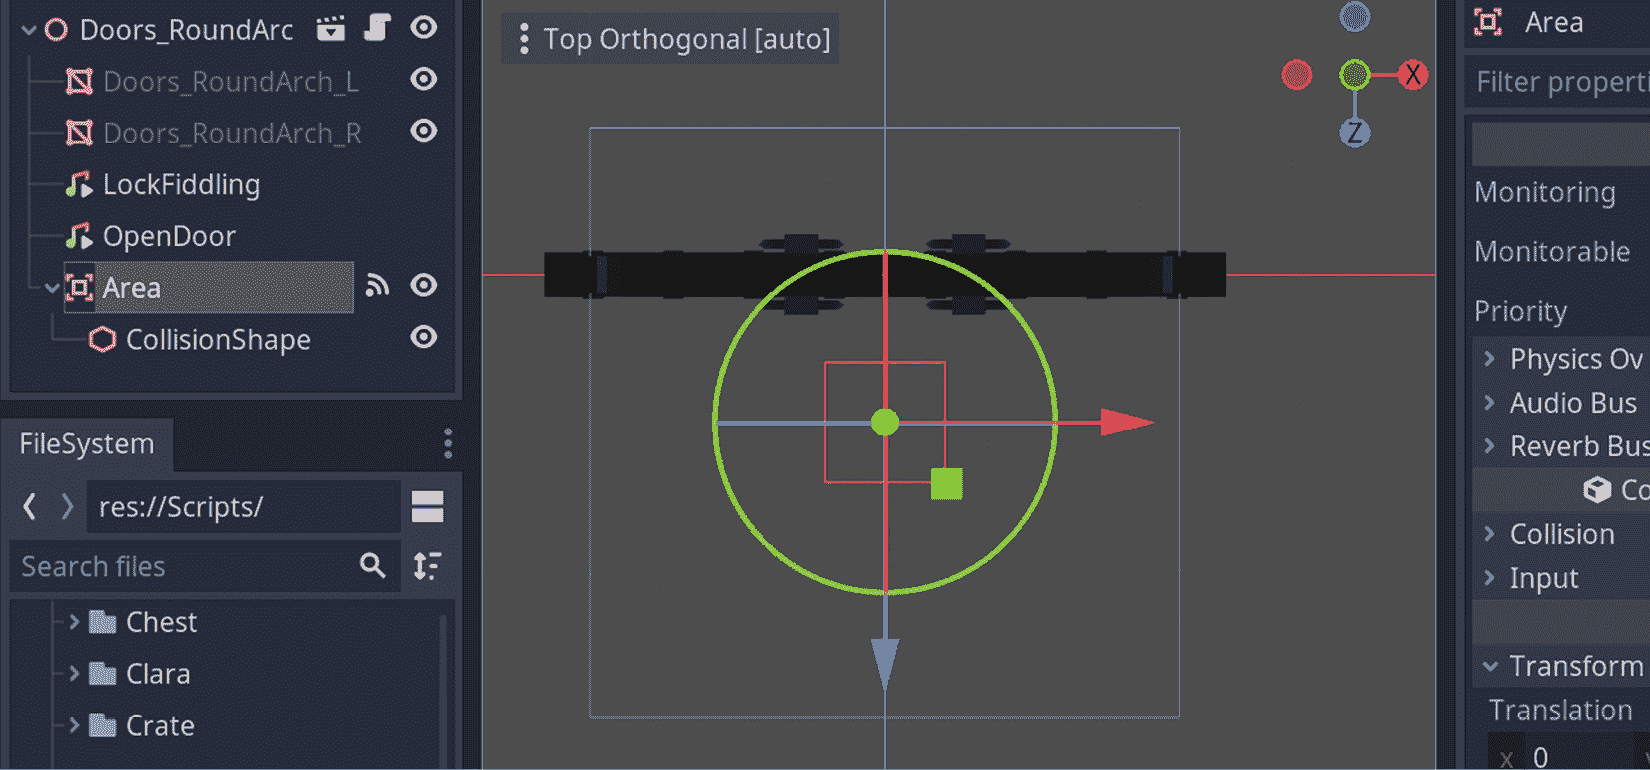 Doors_RoundArc
Doors_RoundArch_L
Doors_RoundArch_R
LockFiddling
OpenDoor
Area
CollisionShape
FileSystem
res://Scripts/
Search files
Chest
Clara
Crate
Top Orthogonal [auto]
X
Z
Area
Filter properti
Monitoring
Monitorable
Priority
Physics Ov
Audio Bus
Reverb Bus
Co
Collision
Input
Transform
Translation
x 0